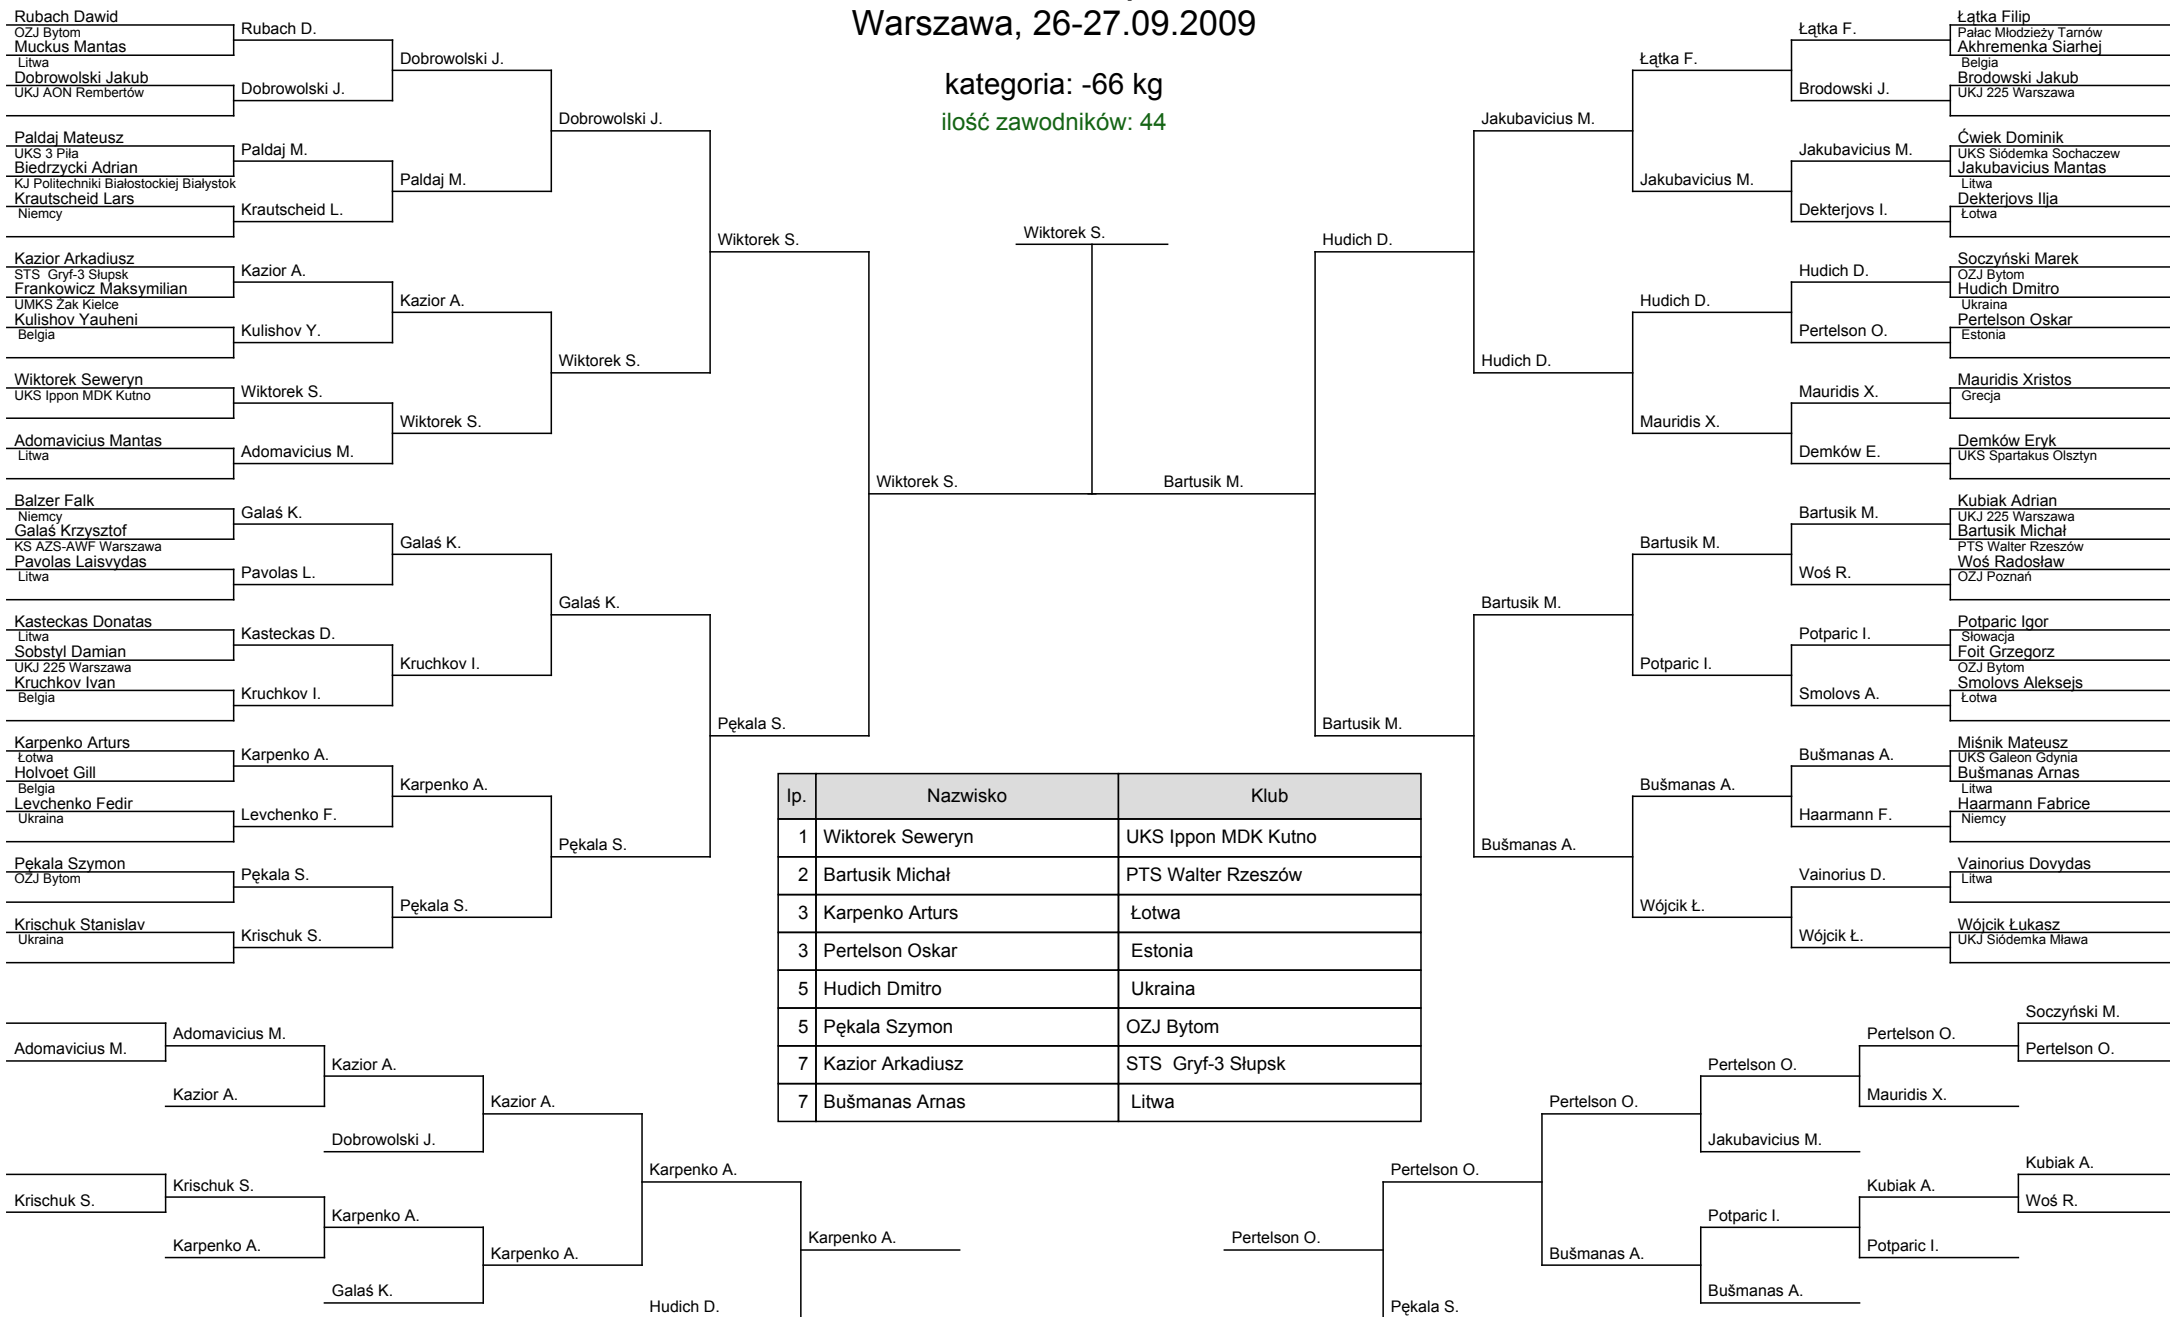 Warszawa, 26-27.09.2009
kategoria: -66 kg
ilość zawodników: 44
Rubach Dawid
OZJ Bytom
Muckus Mantas
Litwa
Dobrowolski Jakub
UKJ AON Rembertów
Paldaj Mateusz
UKS 3 Piła
Biedrzycki Adrian
KJ Politechniki Białostockiej Białystok
Krautscheid Lars
Niemcy
Kazior Arkadiusz
STS Gryf-3 Słupsk
Frankowicz Maksymilian
UMKS Żak Kielce
Kulishov Yauheni
Belgia
Wiktorek Seweryn
UKS Ippon MDK Kutno
Adomavicius Mantas
Litwa
Balzer Falk
Niemcy
Galaś Krzysztof
KS AZS-AWF Warszawa
Pavolas Laisvydas
Litwa
Kasteckas Donatas
Litwa
Sobstyl Damian
UKJ 225 Warszawa
Kruchkov Ivan
Belgia
Karpenko Arturs
Łotwa
Holvoet Gill
Belgia
Levchenko Fedir
Ukraina
Pękala Szymon
OZJ Bytom
Krischuk Stanislav
Ukraina
Rubach D.
Dobrowolski J.
Paldaj M.
Krautscheid L.
Kazior A.
Kulishov Y.
Wiktorek S.
Adomavicius M.
Galaś K.
Pavolas L.
Kasteckas D.
Kruchkov I.
Karpenko A.
Levchenko F.
Pękala S.
Krischuk S.
Dobrowolski J.
Paldaj M.
Kazior A.
Wiktorek S.
Galaś K.
Kruchkov I.
Karpenko A.
Pękala S.
Dobrowolski J.
Wiktorek S.
Galaś K.
Pękala S.
Wiktorek S.
Pękala S.
Wiktorek S.
Wiktorek S.
Bartusik M.
Hudich D.
Bartusik M.
Jakubavicius M.
Hudich D.
Bartusik M.
Bušmanas A.
Łątka F.
Jakubavicius M.
Hudich D.
Mauridis X.
Bartusik M.
Potparic I.
Bušmanas A.
Wójcik Ł.
Łątka F.
Brodowski J.
Jakubavicius M.
Dekterjovs I.
Hudich D.
Pertelson O.
Mauridis X.
Demków E.
Bartusik M.
Woś R.
Potparic I.
Smolovs A.
Bušmanas A.
Haarmann F.
Vainorius D.
Wójcik Ł.
Łątka Filip
Pałac Młodzieży Tarnów
Akhremenka Siarhej
Belgia
Brodowski Jakub
UKJ 225 Warszawa
Ćwiek Dominik
UKS Siódemka Sochaczew
Jakubavicius Mantas
Litwa
Dekterjovs Ilja
Łotwa
Soczyński Marek
OZJ Bytom
Hudich Dmitro
Ukraina
Pertelson Oskar
Estonia
Mauridis Xristos
Grecja
Demków Eryk
UKS Spartakus Olsztyn
Kubiak Adrian
UKJ 225 Warszawa
Bartusik Michał
PTS Walter Rzeszów
Woś Radosław
OZJ Poznań
Potparic Igor
Słowacja
Foit Grzegorz
OZJ Bytom
Smolovs Aleksejs
Łotwa
Miśnik Mateusz
UKS Galeon Gdynia
Bušmanas Arnas
Litwa
Haarmann Fabrice
Niemcy
Vainorius Dovydas
Litwa
Wójcik Łukasz
UKJ Siódemka Mława
lp. Nazwisko Klub
1 Wiktorek Seweryn UKS Ippon MDK Kutno
2 Bartusik Michał PTS Walter Rzeszów
3 Karpenko Arturs Łotwa
3 Pertelson Oskar Estonia
5 Hudich Dmitro Ukraina
5 Pękala Szymon OZJ Bytom
7 Kazior Arkadiusz STS Gryf-3 Słupsk
7 Bušmanas Arnas Litwa
Adomavicius M.
Krischuk S.
Adomavicius M.
Kazior A.
Krischuk S.
Karpenko A.
Kazior A.
Dobrowolski J.
Karpenko A.
Galaś K.
Kazior A.
Karpenko A.
Karpenko A.
Hudich D.
Karpenko A.
Pertelson O.
Pertelson O.
Pękala S.
Pertelson O.
Bušmanas A.
Pertelson O.
Jakubavicius M.
Potparic I.
Bušmanas A.
Pertelson O.
Mauridis X.
Kubiak A.
Potparic I.
Soczyński M.
Pertelson O.
Kubiak A.
Woś R.